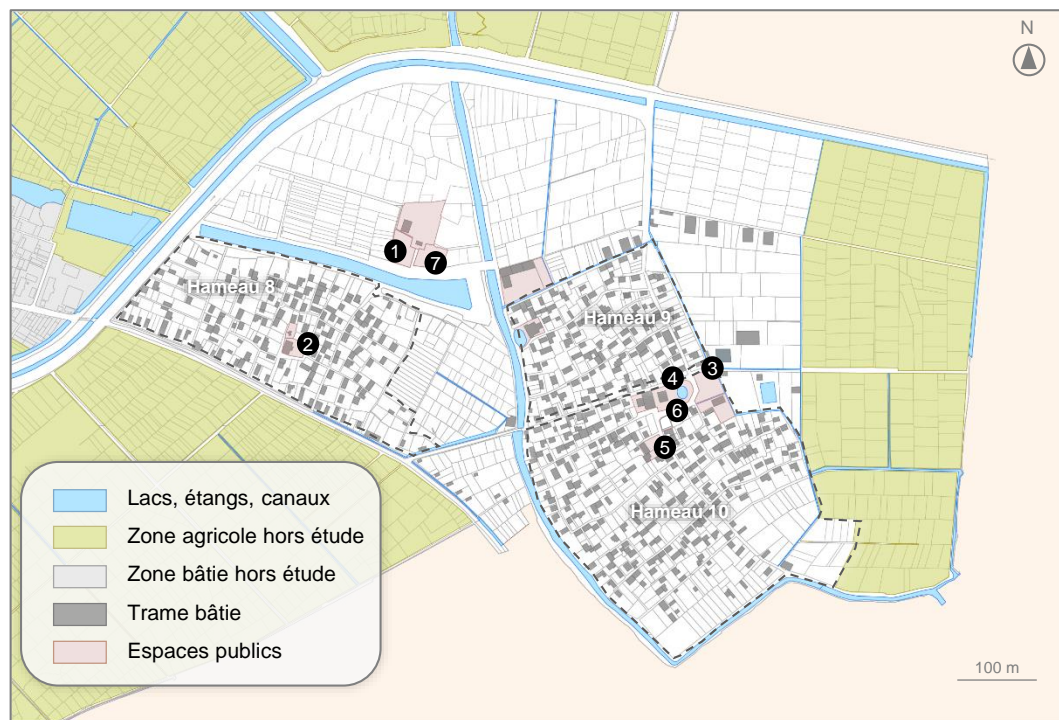 N
1
7
Hameau 8
2
Hameau 9
3
4
6
5
Hameau 10
Lacs, étangs, canaux
Zone agricole hors étude
Zone bâtie hors étude
Trame bâtie
Espaces publics
100 m